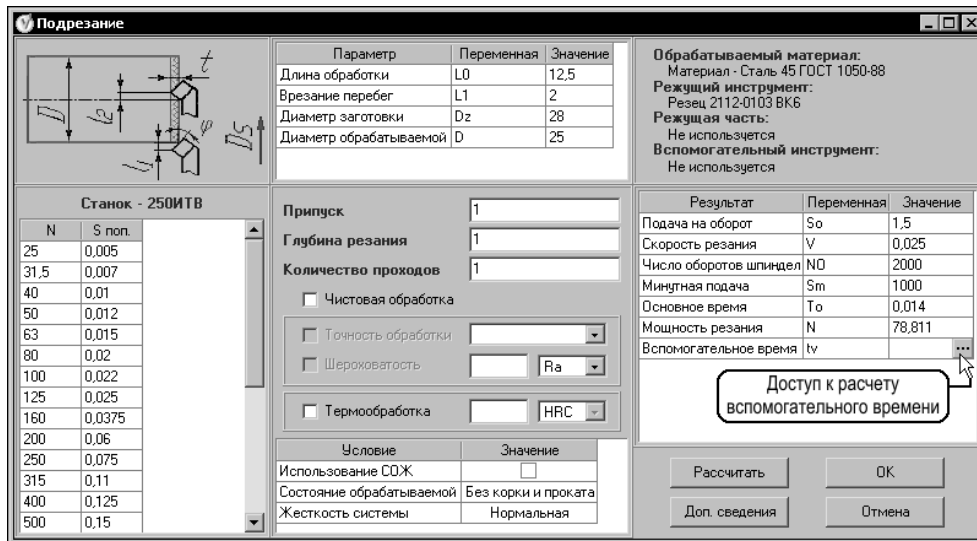 Подрезание
t
D
l2
φ
DS
l1
Параметр Переменная Значение
Длина обработки L0 12,5
Врезание перебег L1 2
Диаметр заготовки Dz 28
Диаметр обрабатываемой D 25
Обрабатываемый материал:
Материал - Сталь 45 ГОСТ 1050-88
Режущий инструмент:
Резец 2112-0103 ВК6
Режущая часть:
Не используется
Вспомогательный инструмент:
Не используется
Станок - 250ИТВ
N S поп.
25 0,005
31,5 0,007
40 0,01
50 0,012
63 0,015
80 0,02
100 0,022
125 0,025
160 0,0375
200 0,06
250 0,075
315 0,11
400 0,125
500 0,15
Припуск 1
Глубина резания 1
Количество проходов 1
Чистовая обработка
Точность обработки
Шероховатость Ra
Термообработка HRC
Условие Значение
Использование СОЖ
Состояние обрабатываемой Без корки и проката
Жесткость системы Нормальная
Результат Переменная Значение
Подача на оборот So 1,5
Скорость резания V 0,025
Число оборотов шпиндел N0 2000
Минутная подача Sm 1000
Основное время To 0,014
Мощность резания N 78,811
Вспомогательное время tv ...
Доступ к расчету
вспомогательного времени
Рассчитать OK
Доп. сведения Отмена